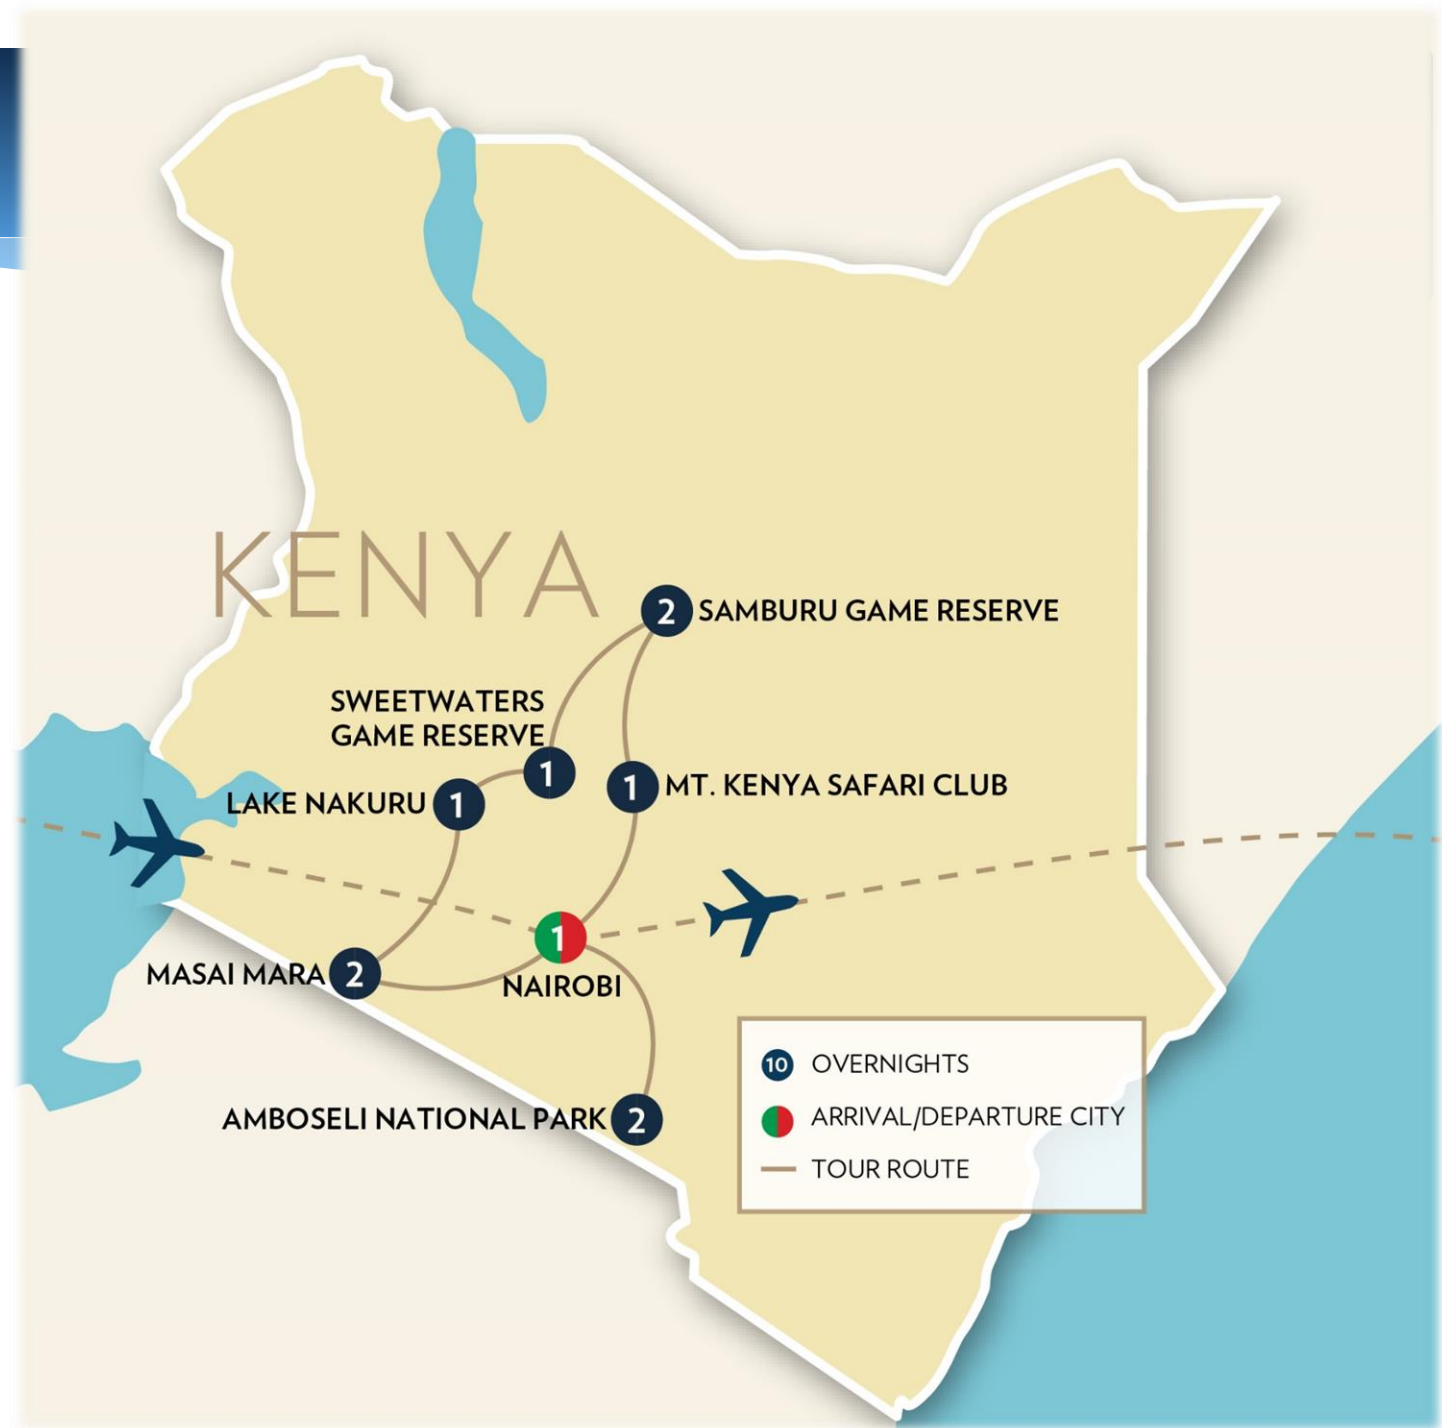 KENYA
2 SAMBURU GAME RESERVE
SWEETWATERS
GAME RESERVE
1
1 MT. KENYA SAFARI CLUB
LAKE NAKURU 1
1
NAIROBI
MASAI MARA 2
10 OVERNIGHTS
ARRIVAL/DEPARTURE CITY
TOUR ROUTE
AMBOSELI NATIONAL PARK 2